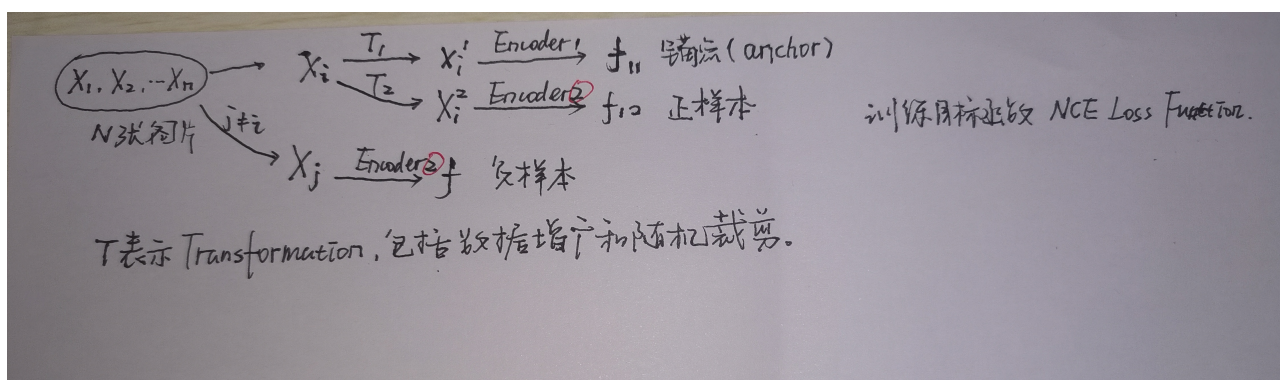 X₁, X₂, ...Xₙ
N张图片
Xᵢ T₁ Xᵢ¹ Encoder₁ f₁₁ 锚点(anchor)
T₂ Xᵢ² Encoder② f₁₂ 正样本
训练目标函数 NCE Loss Function.
j≠i
Xⱼ Encoder② f 负样本
T表示Transformation,包括数据增广和随机裁剪。